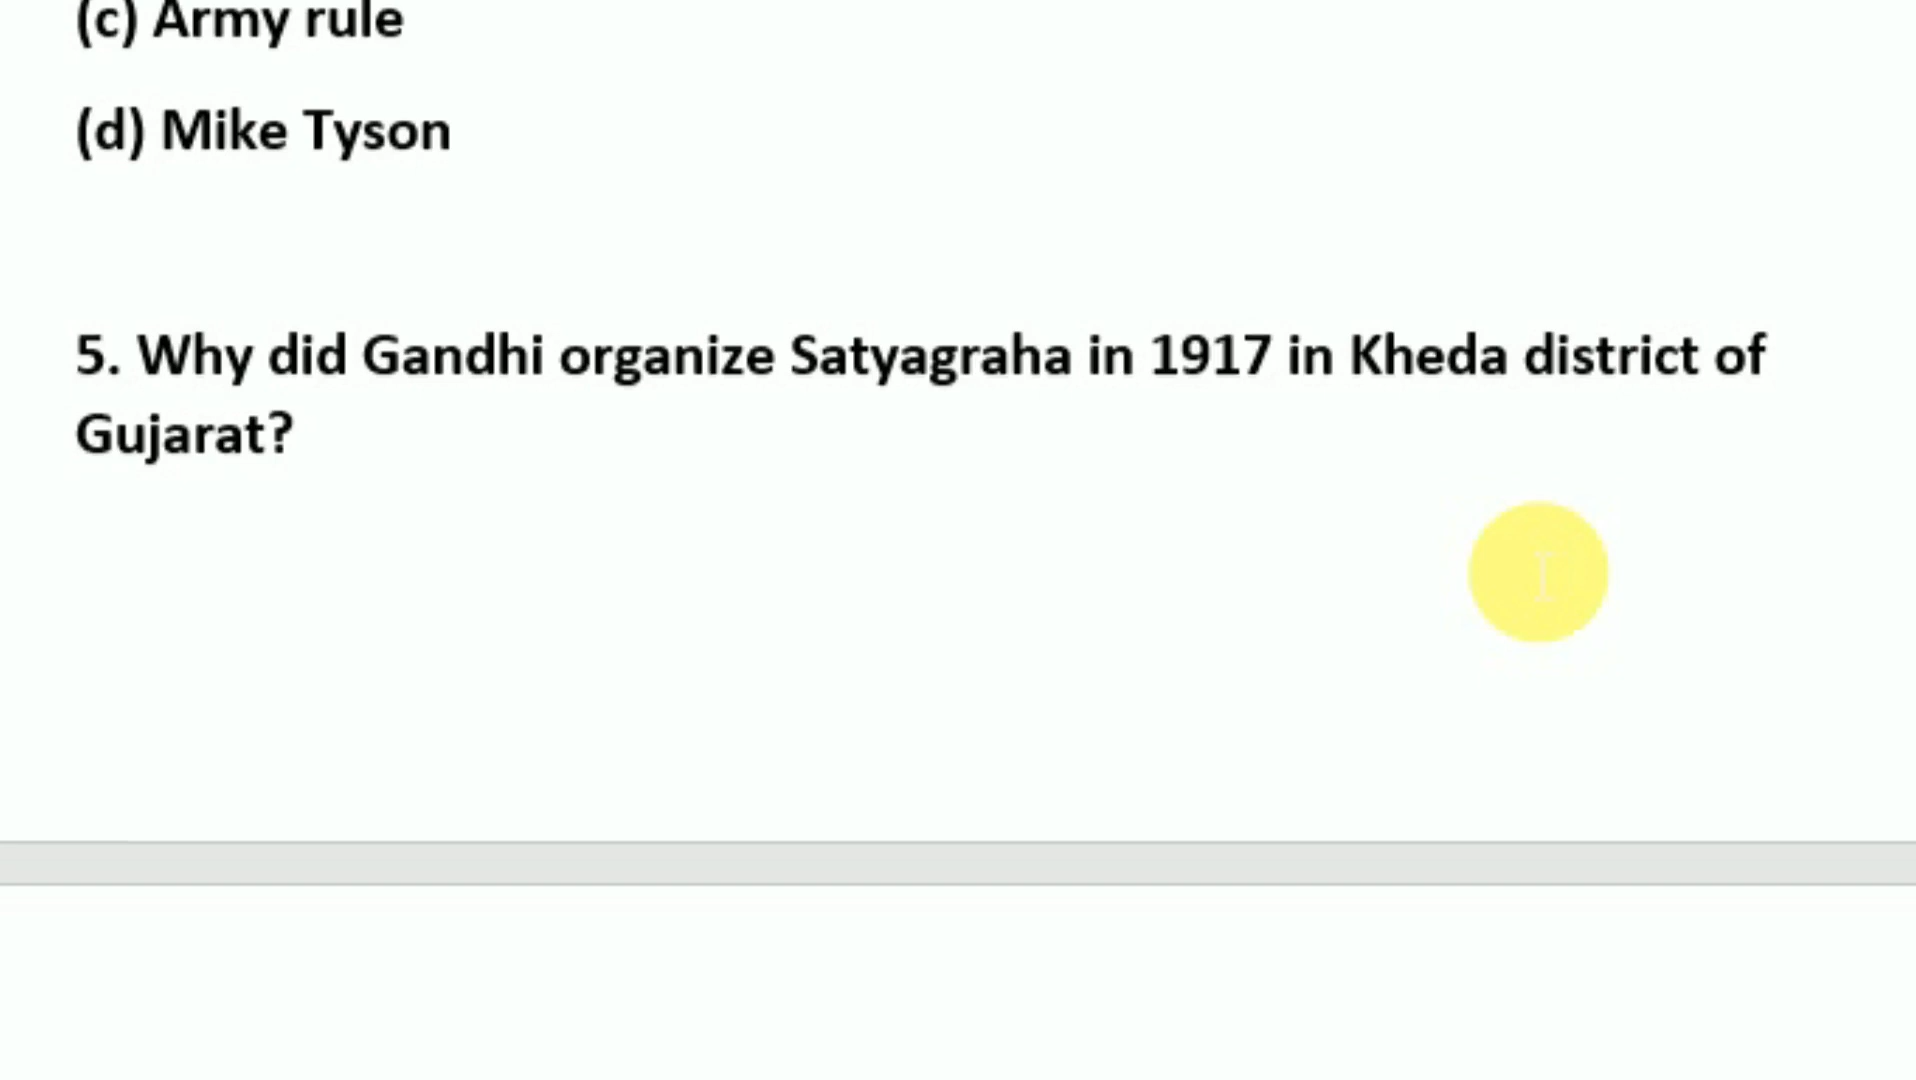 (c) Army rule
(d) Mike Tyson
5. Why did Gandhi organize Satyagraha in 1917 in Kheda district of
Gujarat?